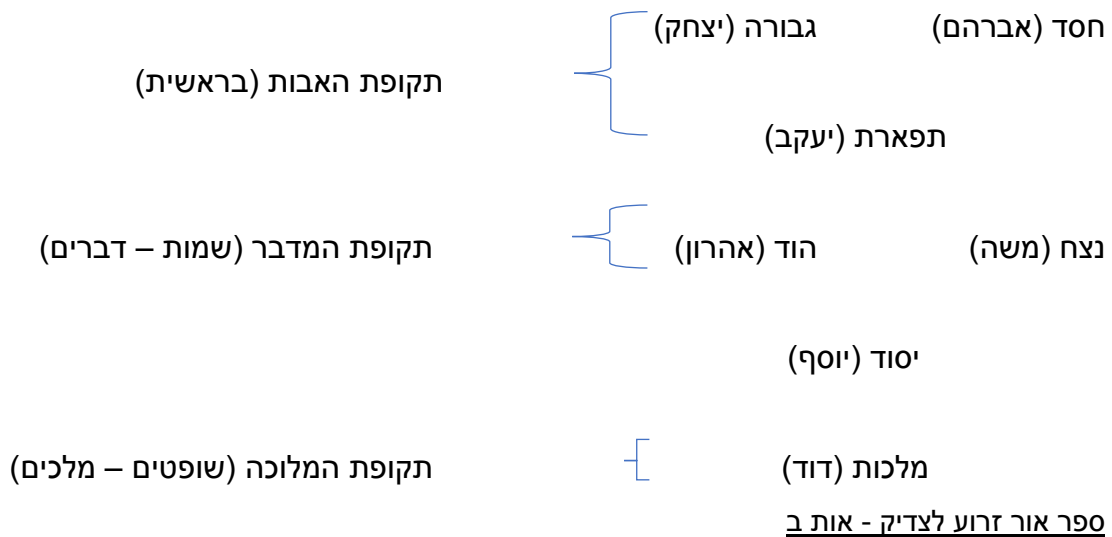 חסד (אברהם) גבורה (יצחק)
תקופת האבות (בראשית)
תפארת (יעקב)
נצח (משה) הוד (אהרון) תקופת המדבר (שמות – דברים)
יסוד (יוסף)
מלכות (דוד) תקופת המלוכה (שופטים – מלכים)
ספר אור זרוע לצדיק - אות ב